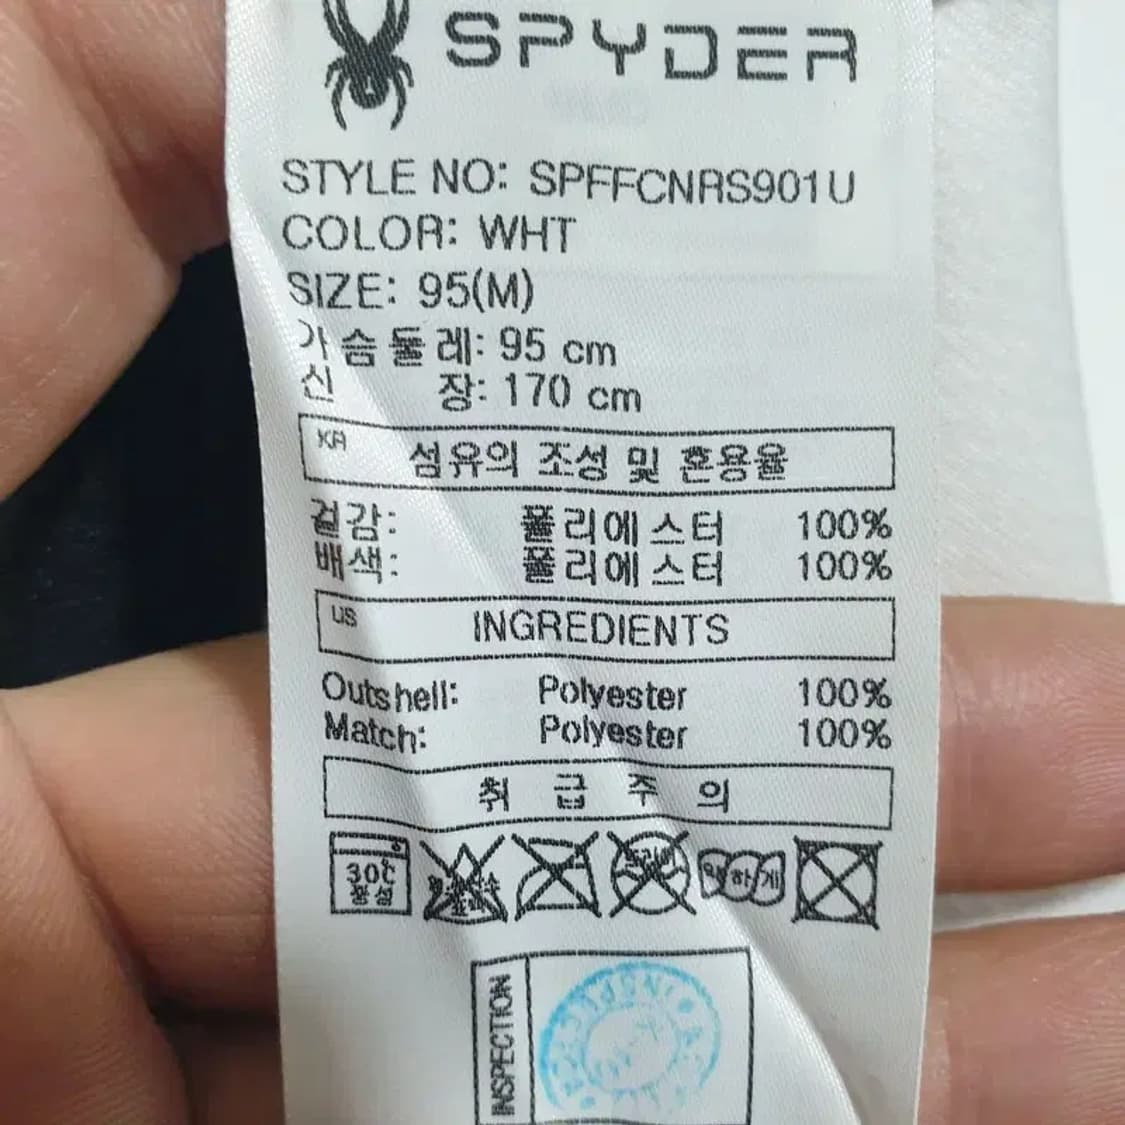 SPYDER
STYLE NO: SPFFCNRS901U
COLOR: WHT
SIZE: 95(M)
가슴둘레: 95 cm
신 장: 170 cm
KR 섬유의 조성 및 혼용율
겉감: 폴리에스터 100%
배색: 폴리에스터 100%
US INGREDIENTS
Outshell: Polyester 100%
Match: Polyester 100%
취급주의
30℃ 중성
약하게
INSPECTION